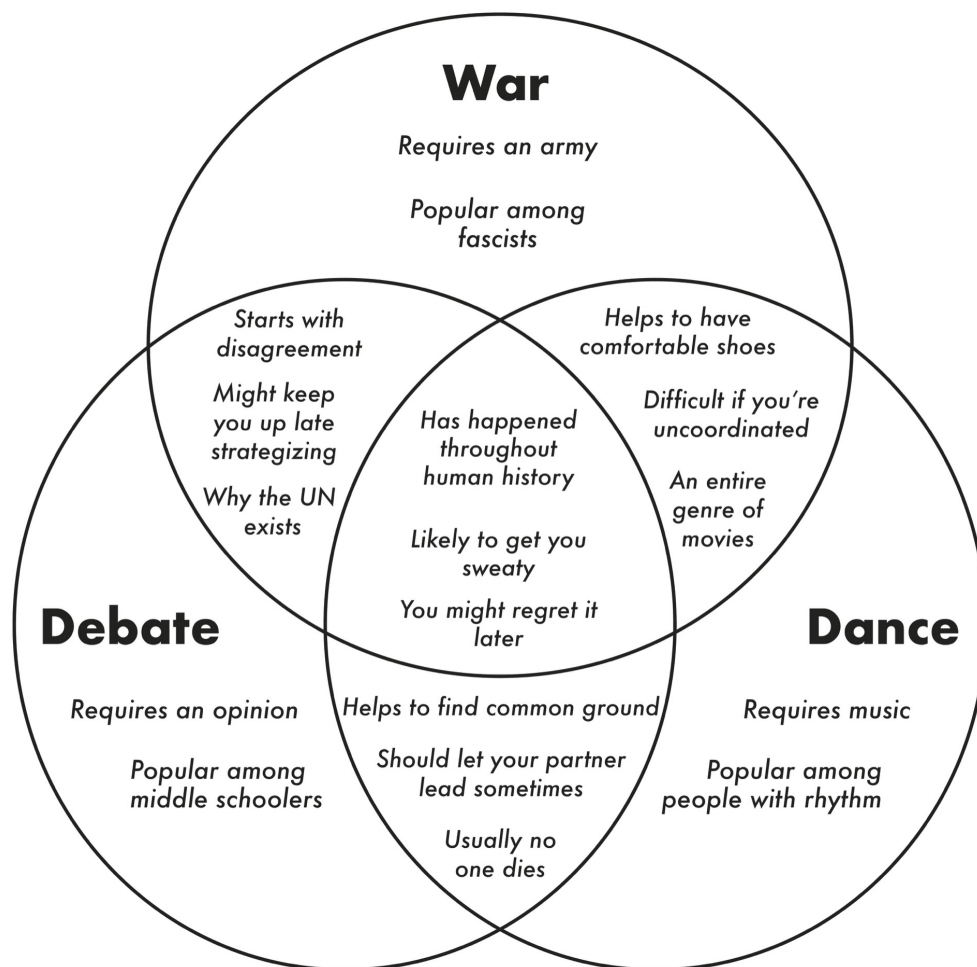 War
Requires an army
Popular among
fascists
Starts with
disagreement
Might keep
you up late
strategizing
Why the UN
exists
Helps to have
comfortable shoes
Difficult if you’re
uncoordinated
An entire
genre of
movies
Has happened
throughout
human history
Likely to get you
sweaty
You might regret it
later
Debate
Requires an opinion
Popular among
middle schoolers
Helps to find common ground
Should let your partner
lead sometimes
Usually no
one dies
Dance
Requires music
Popular among
people with rhythm